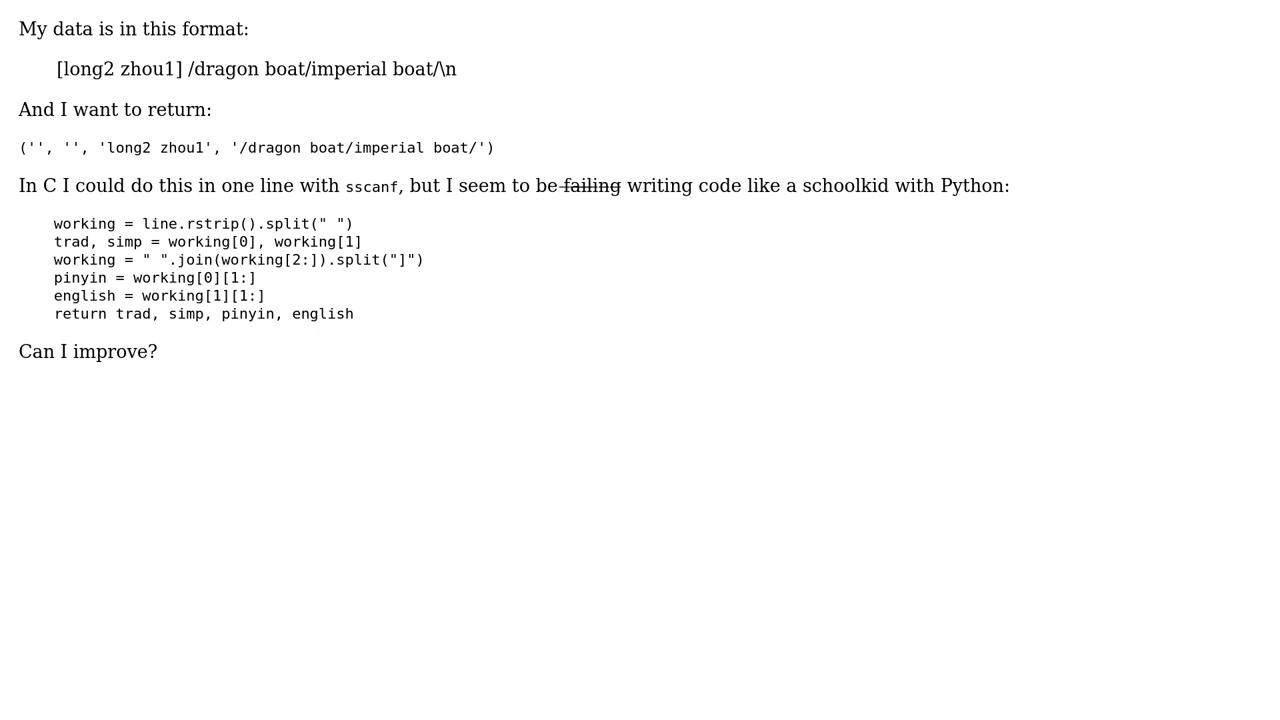 My data is in this format:
[long2 zhou1] /dragon boat/imperial boat/\n
And I want to return:
('', '', 'long2 zhou1', '/dragon boat/imperial boat/')
In C I could do this in one line with sscanf, but I seem to be failing writing code like a schoolkid with Python:
working = line.rstrip().split(" ")
trad, simp = working[0], working[1]
working = " ".join(working[2:]).split("]")
pinyin = working[0][1:]
english = working[1][1:]
return trad, simp, pinyin, english
Can I improve?